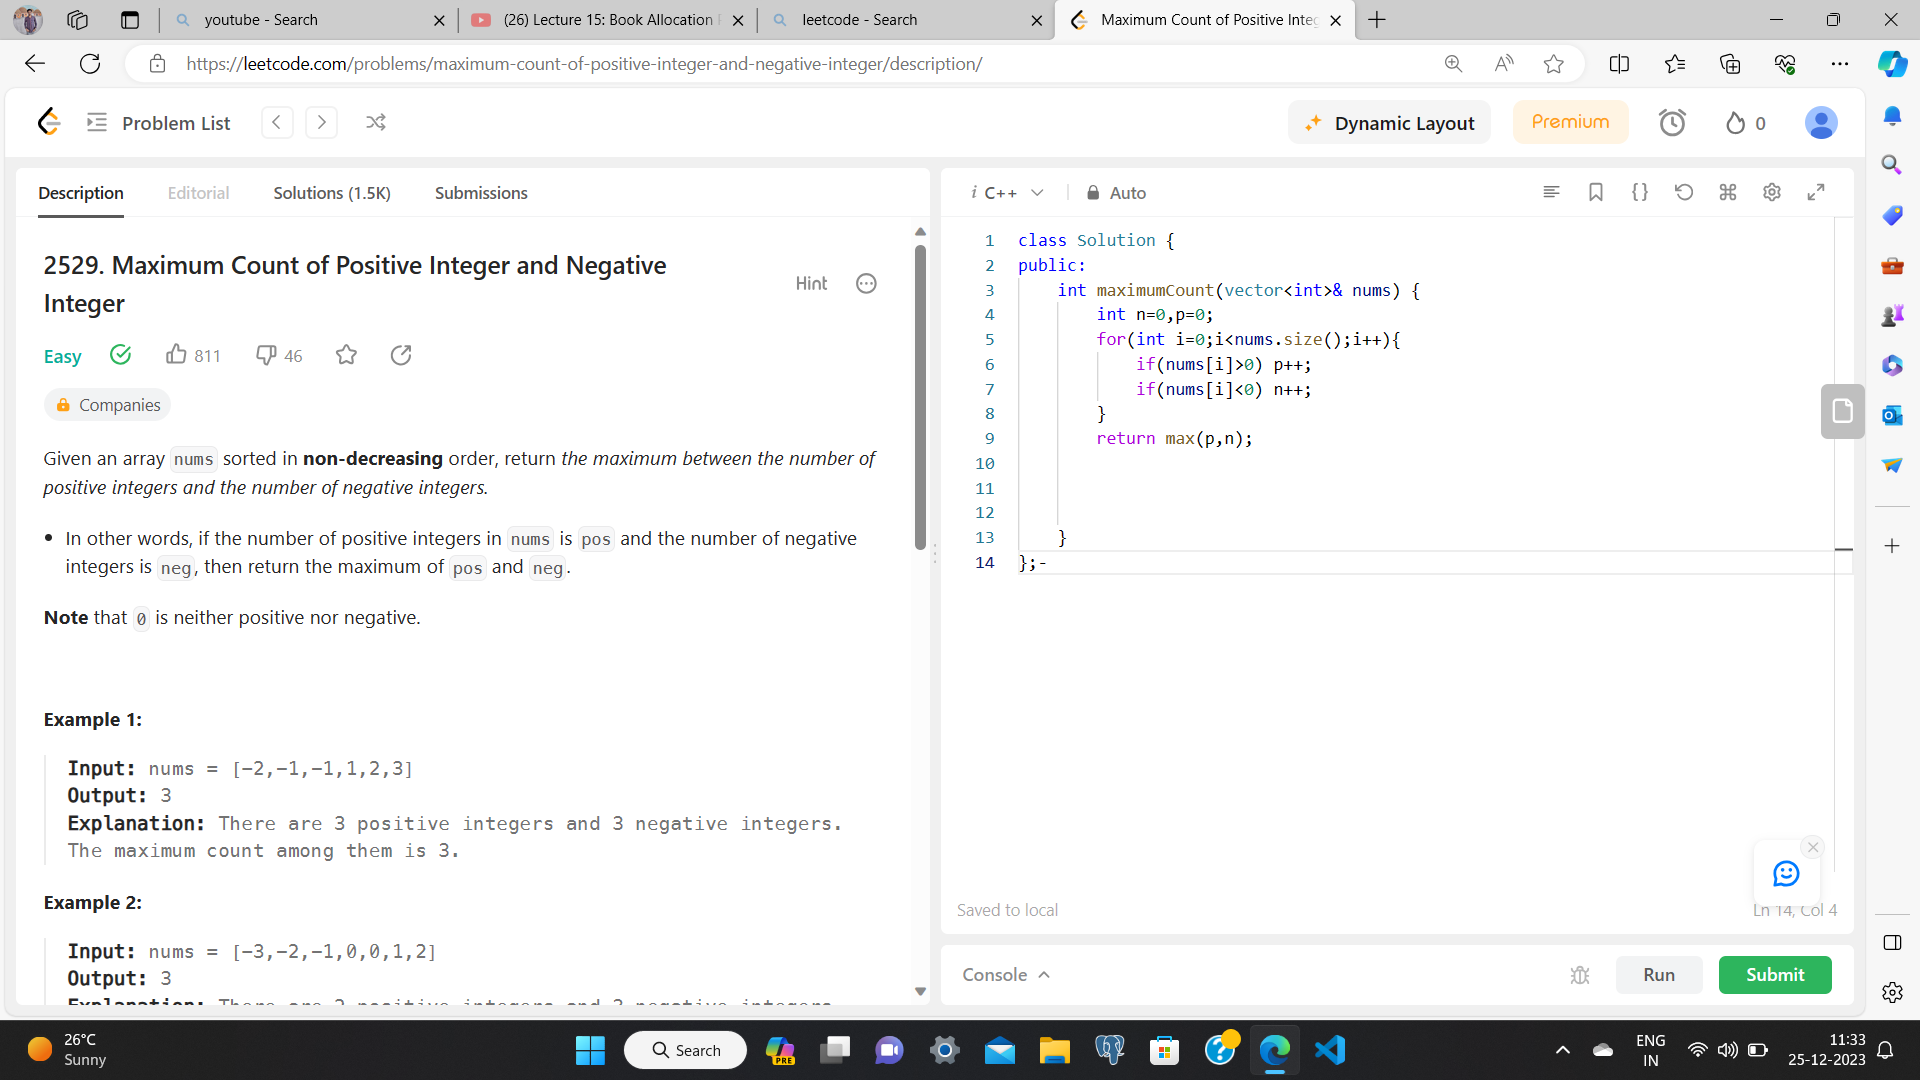 youtube - Search
(26) Lecture 15: Book Allocation
leetcode - Search
Maximum Count of Positive Integ
https://leetcode.com/problems/maximum-count-of-positive-integer-and-negative-integer/description/
Problem List
Dynamic Layout
Premium
0
Description
Editorial
Solutions (1.5K)
Submissions
2529. Maximum Count of Positive Integer and Negative
Integer
Hint
Easy
811
46
Companies
Given an array nums sorted in non-decreasing order, return the maximum between the number of
positive integers and the number of negative integers.
• In other words, if the number of positive integers in nums is pos and the number of negative
integers is neg, then return the maximum of pos and neg.
Note that 0 is neither positive nor negative.
Example 1:
Input: nums = [-2,-1,-1,1,2,3]
Output: 3
Explanation: There are 3 positive integers and 3 negative integers.
The maximum count among them is 3.
Example 2:
Input: nums = [-3,-2,-1,0,0,1,2]
Output: 3
Explanation: There are 2 positive integers and 3 negative integers.
i C++
Auto
1 class Solution {
2 public:
3 int maximumCount(vector<int>& nums) {
4 int n=0,p=0;
5 for(int i=0;i<nums.size();i++){
6 if(nums[i]>0) p++;
7 if(nums[i]<0) n++;
8 }
9 return max(p,n);
10
11
12
13 }
14 };-
Saved to local
Ln 14, Col 4
Console
Run
Submit
26°C
Sunny
Search
PRE
ENG
IN
11:33
25-12-2023